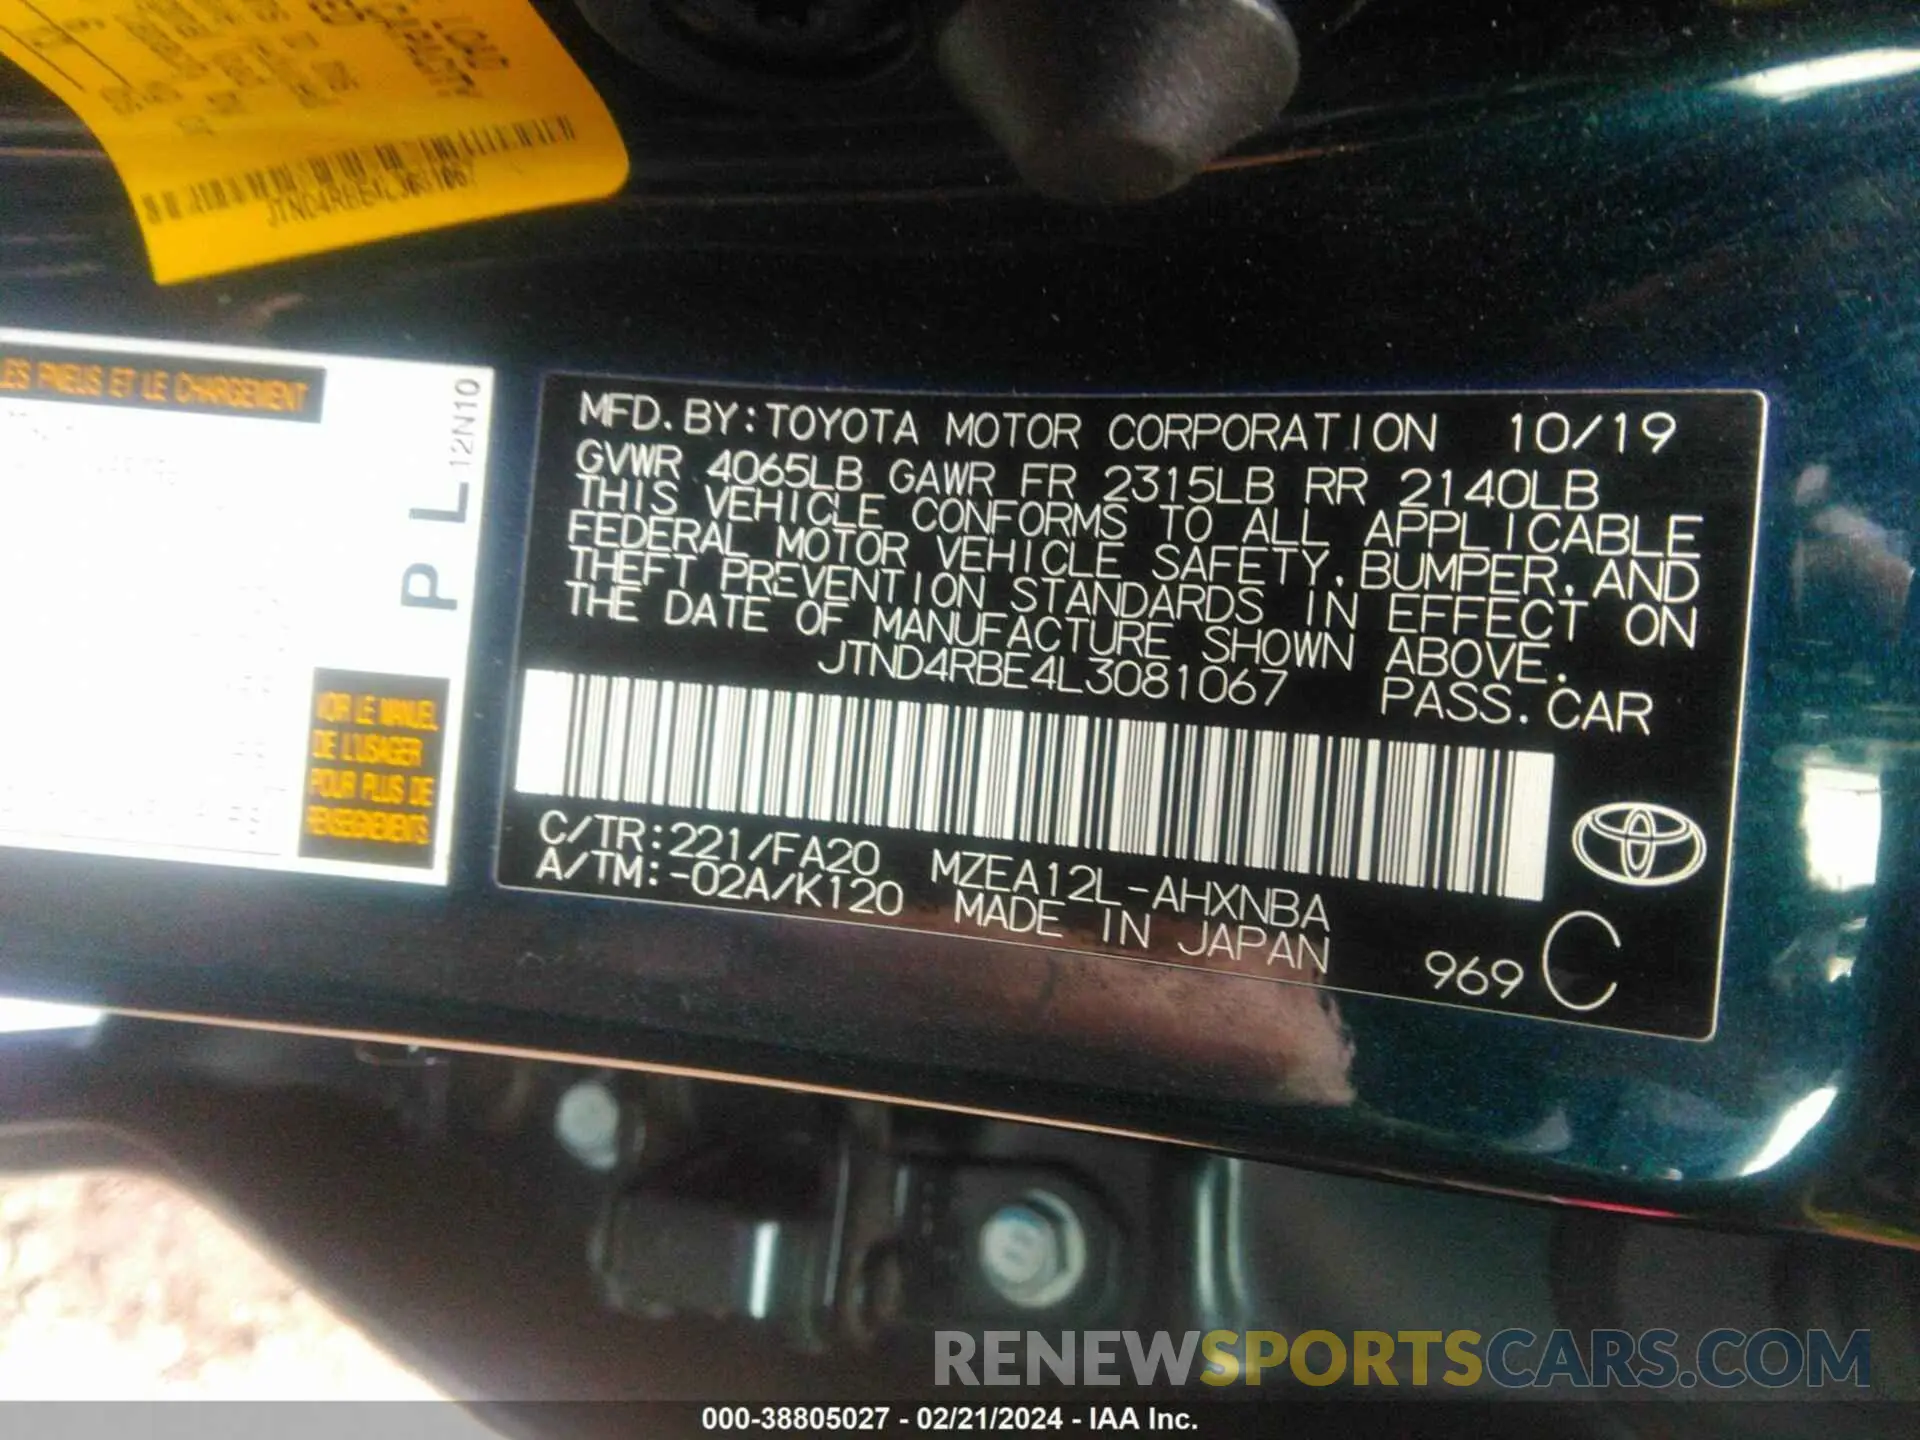 JTND4RBE4L3081067
LES PNEUS ET LE CHARGEMENT
12N10
P L
VOIR LE MANUEL
DE L'USAGER
POUR PLUS DE
RENSEIGNEMENTS
MFD.BY:TOYOTA MOTOR CORPORATION 10/19
GVWR 4065LB GAWR FR 2315LB RR 2140LB
THIS VEHICLE CONFORMS TO ALL APPLICABLE
FEDERAL MOTOR VEHICLE SAFETY,BUMPER,AND
THEFT PREVENTION STANDARDS IN EFFECT ON
THE DATE OF MANUFACTURE SHOWN ABOVE.
JTND4RBE4L3081067 PASS.CAR
C/TR:221/FA20 MZEA12L-AHXNBA
A/TM:-02A/K120 MADE IN JAPAN
969 C
RENEWSPORTSCARS.COM
000-38805027 - 02/21/2024 - IAA Inc.